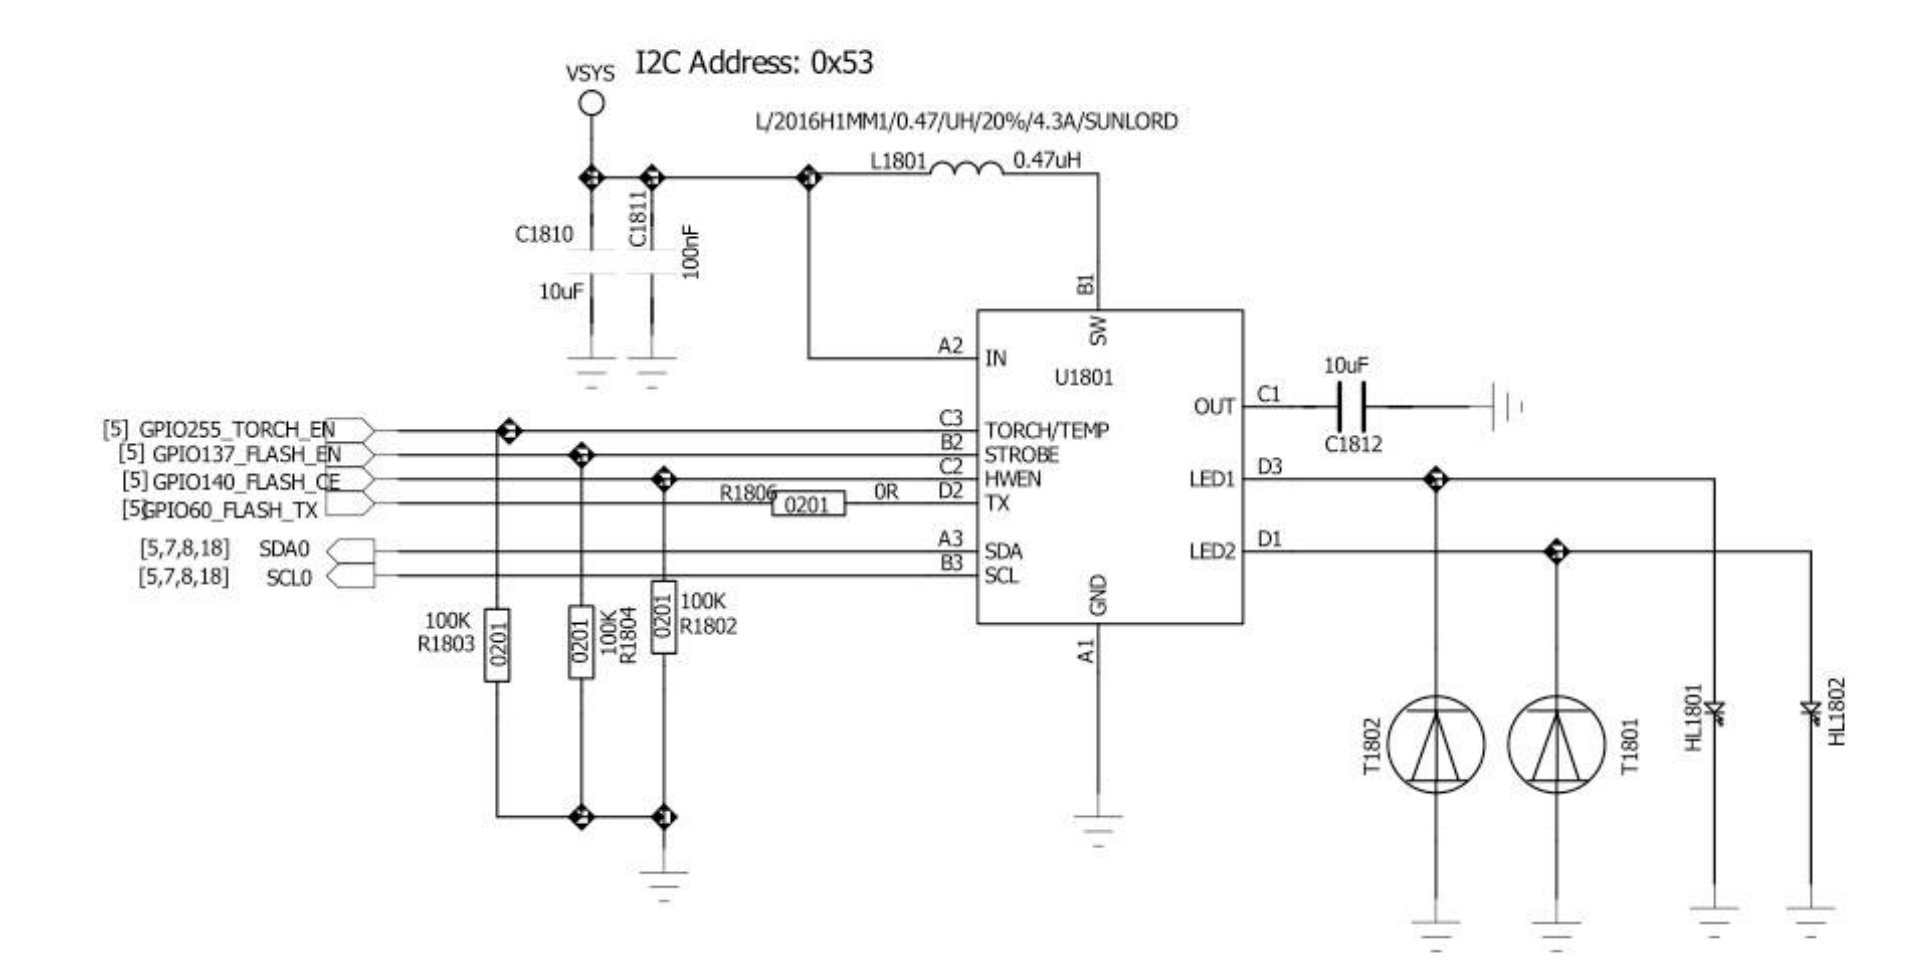 I2C Address: 0x53
VSYS
L/2016H1MM1/0.47/UH/20%/4.3A/SUNLORD
L1801
0.47uH
C1810
10uF
C1811
100nF
B1
SW
A2
IN
U1801
10uF
C1812
OUT
C1
[5] GPIO255_TORCH_EN
C3
TORCH/TEMP
[5] GPIO137_FLASH_EN
B2
STROBE
[5] GPIO140_FLASH_CE
C2
HWEN
LED1
D3
[5]GPIO60_FLASH_TX
R1806
0201
0R
D2
TX
[5,7,8,18] SDA0
A3
SDA
LED2
D1
[5,7,8,18] SCL0
B3
SCL
GND
A1
100K
R1803
0201
0201
100K
R1804
0201
100K
R1802
T1802
T1801
HL1801
HL1802